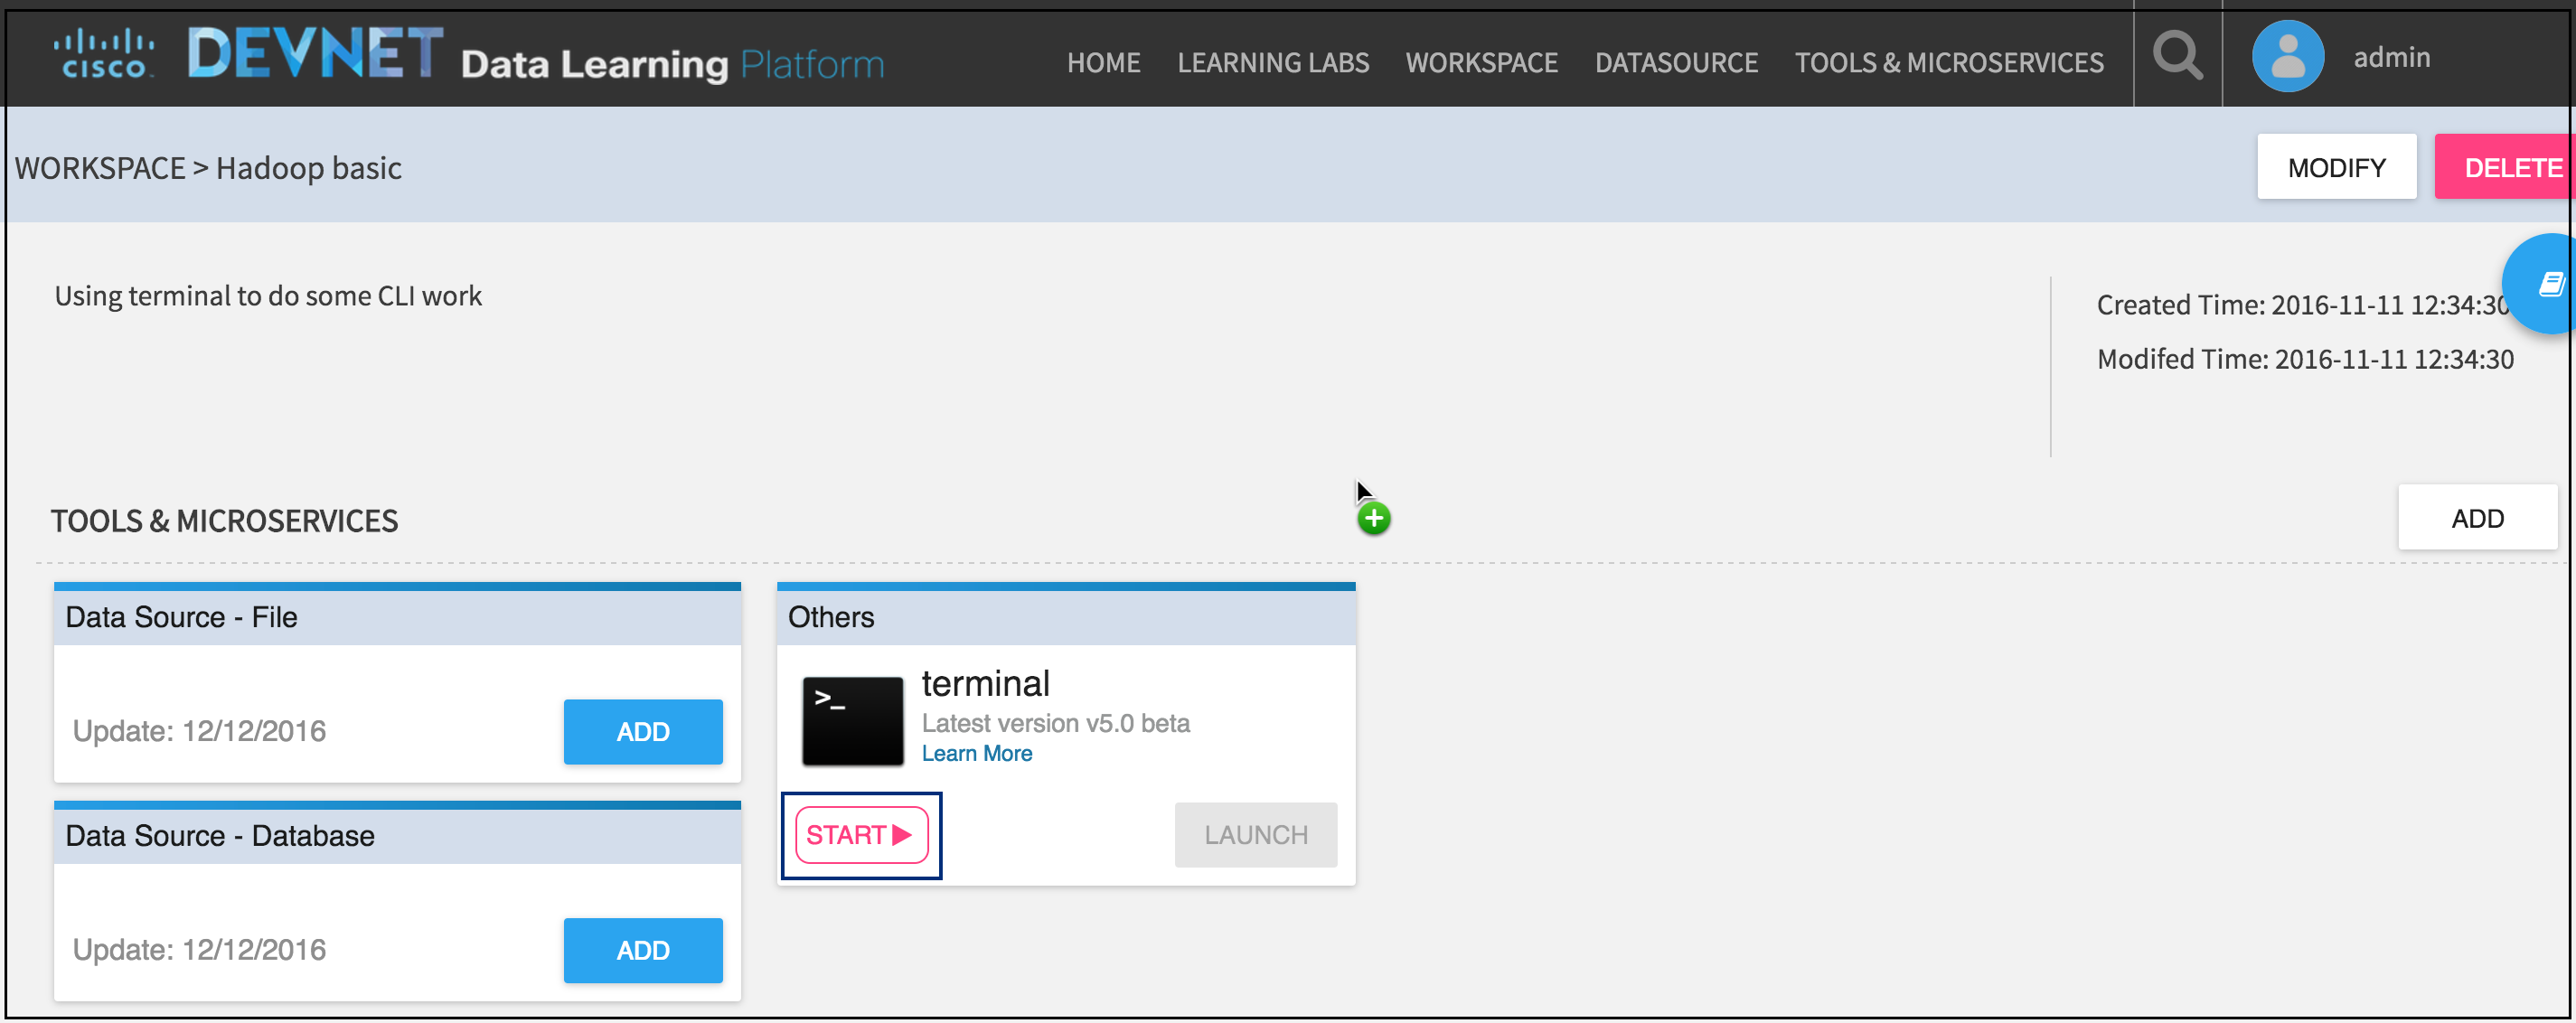 CISCO DEVNET Data Learning Platform HOME LEARNING LABS WORKSPACE DATASOURCE TOOLS & MICROSERVICES admin
WORKSPACE > Hadoop basic MODIFY DELETE
Using terminal to do some CLI work
Created Time: 2016-11-11 12:34:30
Modifed Time: 2016-11-11 12:34:30
TOOLS & MICROSERVICES ADD
Data Source - File
Update: 12/12/2016 ADD
Data Source - Database
Update: 12/12/2016 ADD
Others
>_
terminal
Latest version v5.0 beta
Learn More
START LAUNCH